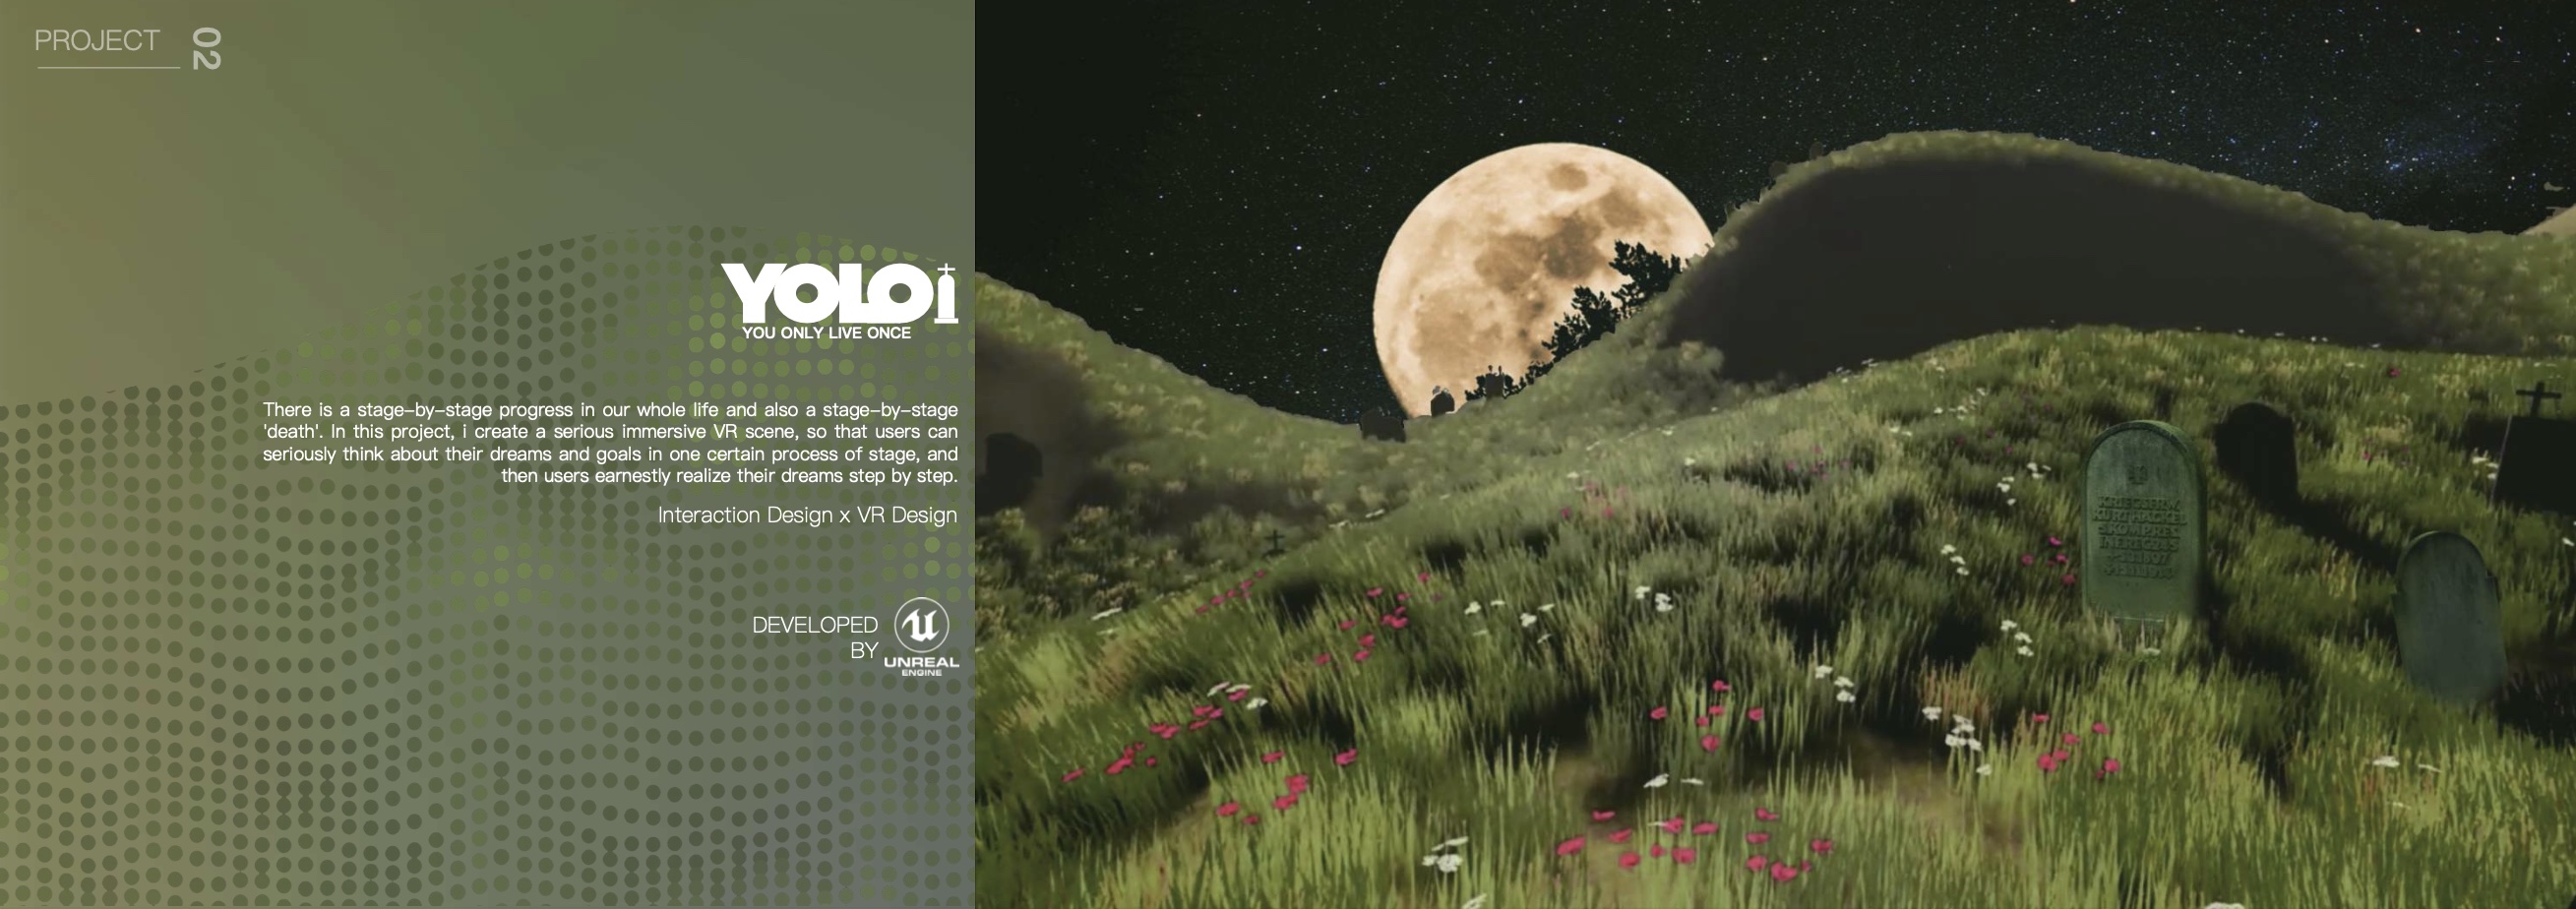 PROJECT 02
YOLO
YOU ONLY LIVE ONCE
There is a stage-by-stage progress in our whole life and also a stage-by-stage
'death'. In this project, i create a serious immersive VR scene, so that users can
seriously think about their dreams and goals in one certain process of stage, and
then users earnestly realize their dreams step by step.
Interaction Design x VR Design
DEVELOPED
BY
UNREAL
ENGINE